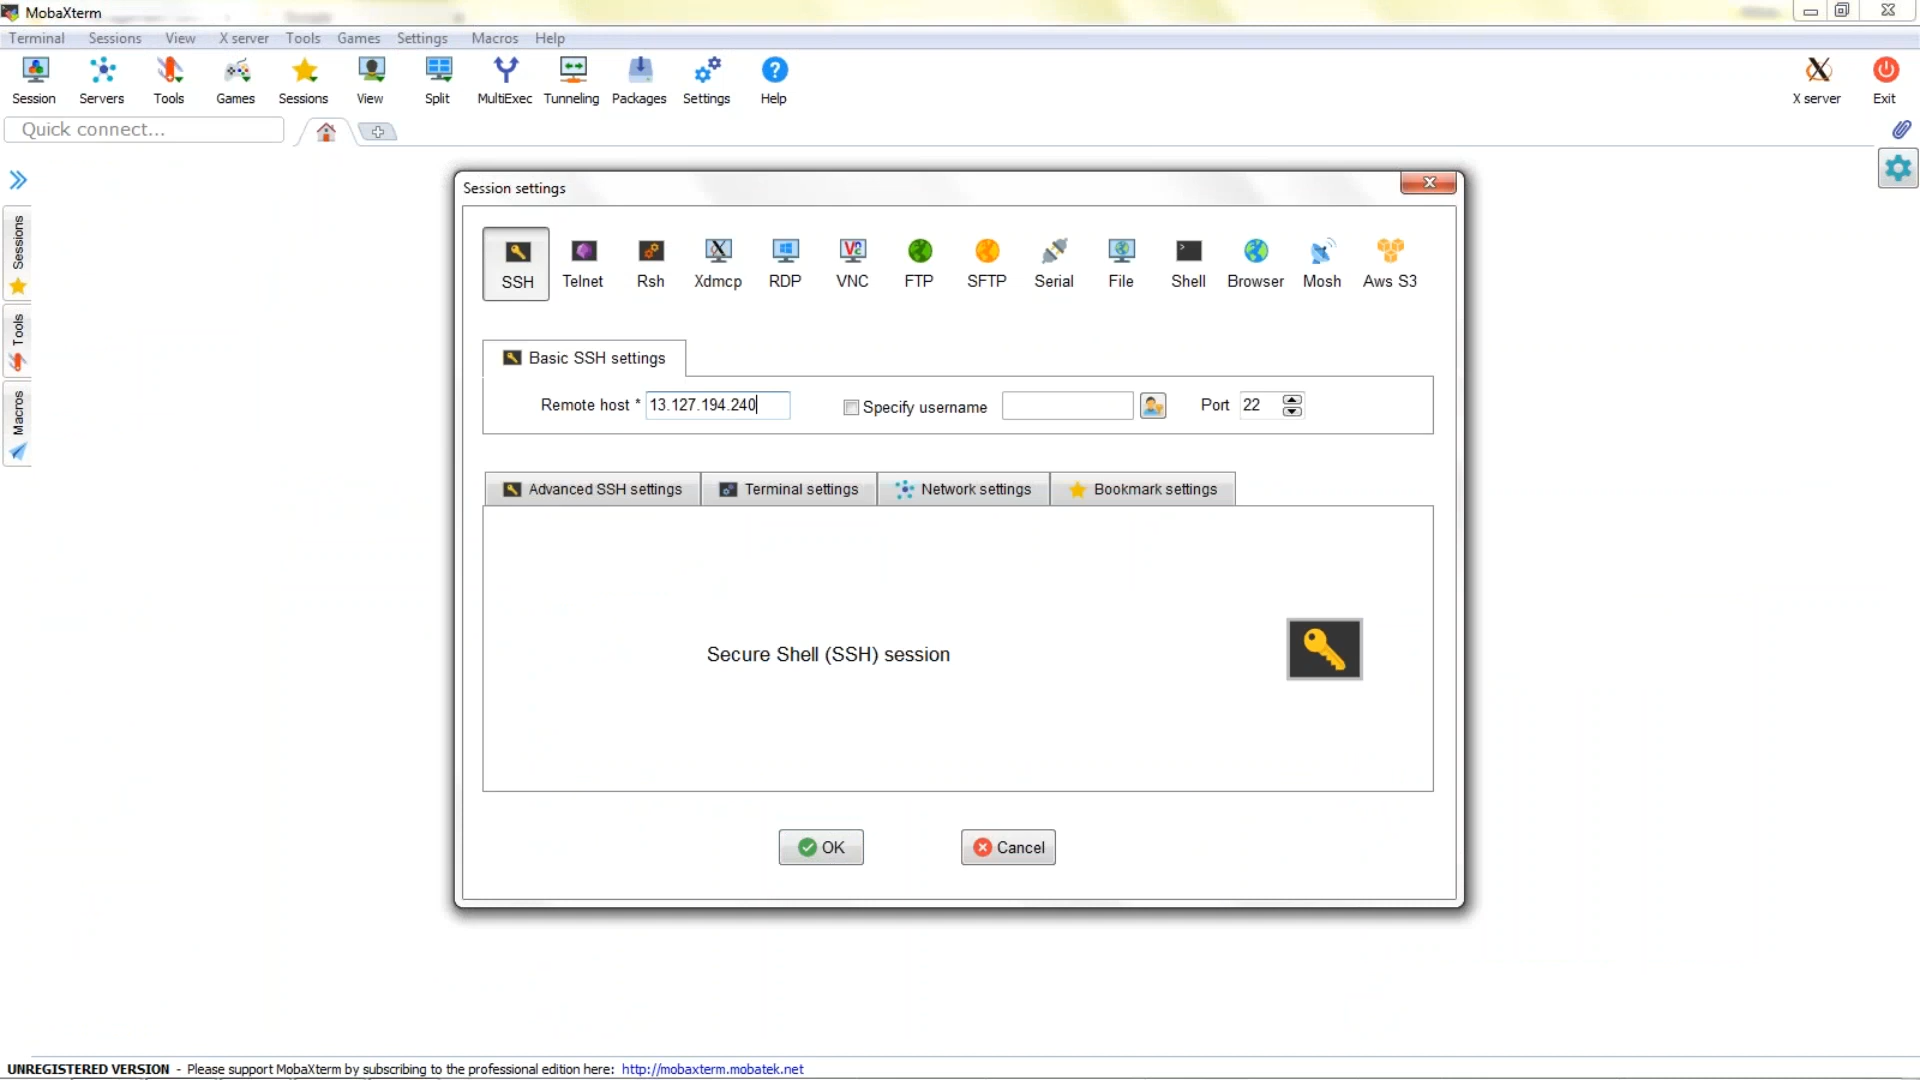 MobaXterm
Terminal Sessions View X server Tools Games Settings Macros Help
Session Servers Tools Games Sessions View Split MultiExec Tunneling Packages Settings Help X server Exit
Quick connect...
Sessions
Tools
Macros
Session settings
SSH Telnet Rsh Xdmcp RDP VNC FTP SFTP Serial File Shell Browser Mosh Aws S3
Basic SSH settings
Remote host * 13.127.194.240 Specify username Port 22
Advanced SSH settings Terminal settings Network settings Bookmark settings
Secure Shell (SSH) session
OK Cancel
UNREGISTERED VERSION - Please support MobaXterm by subscribing to the professional edition here: http://mobaxterm.mobatek.net